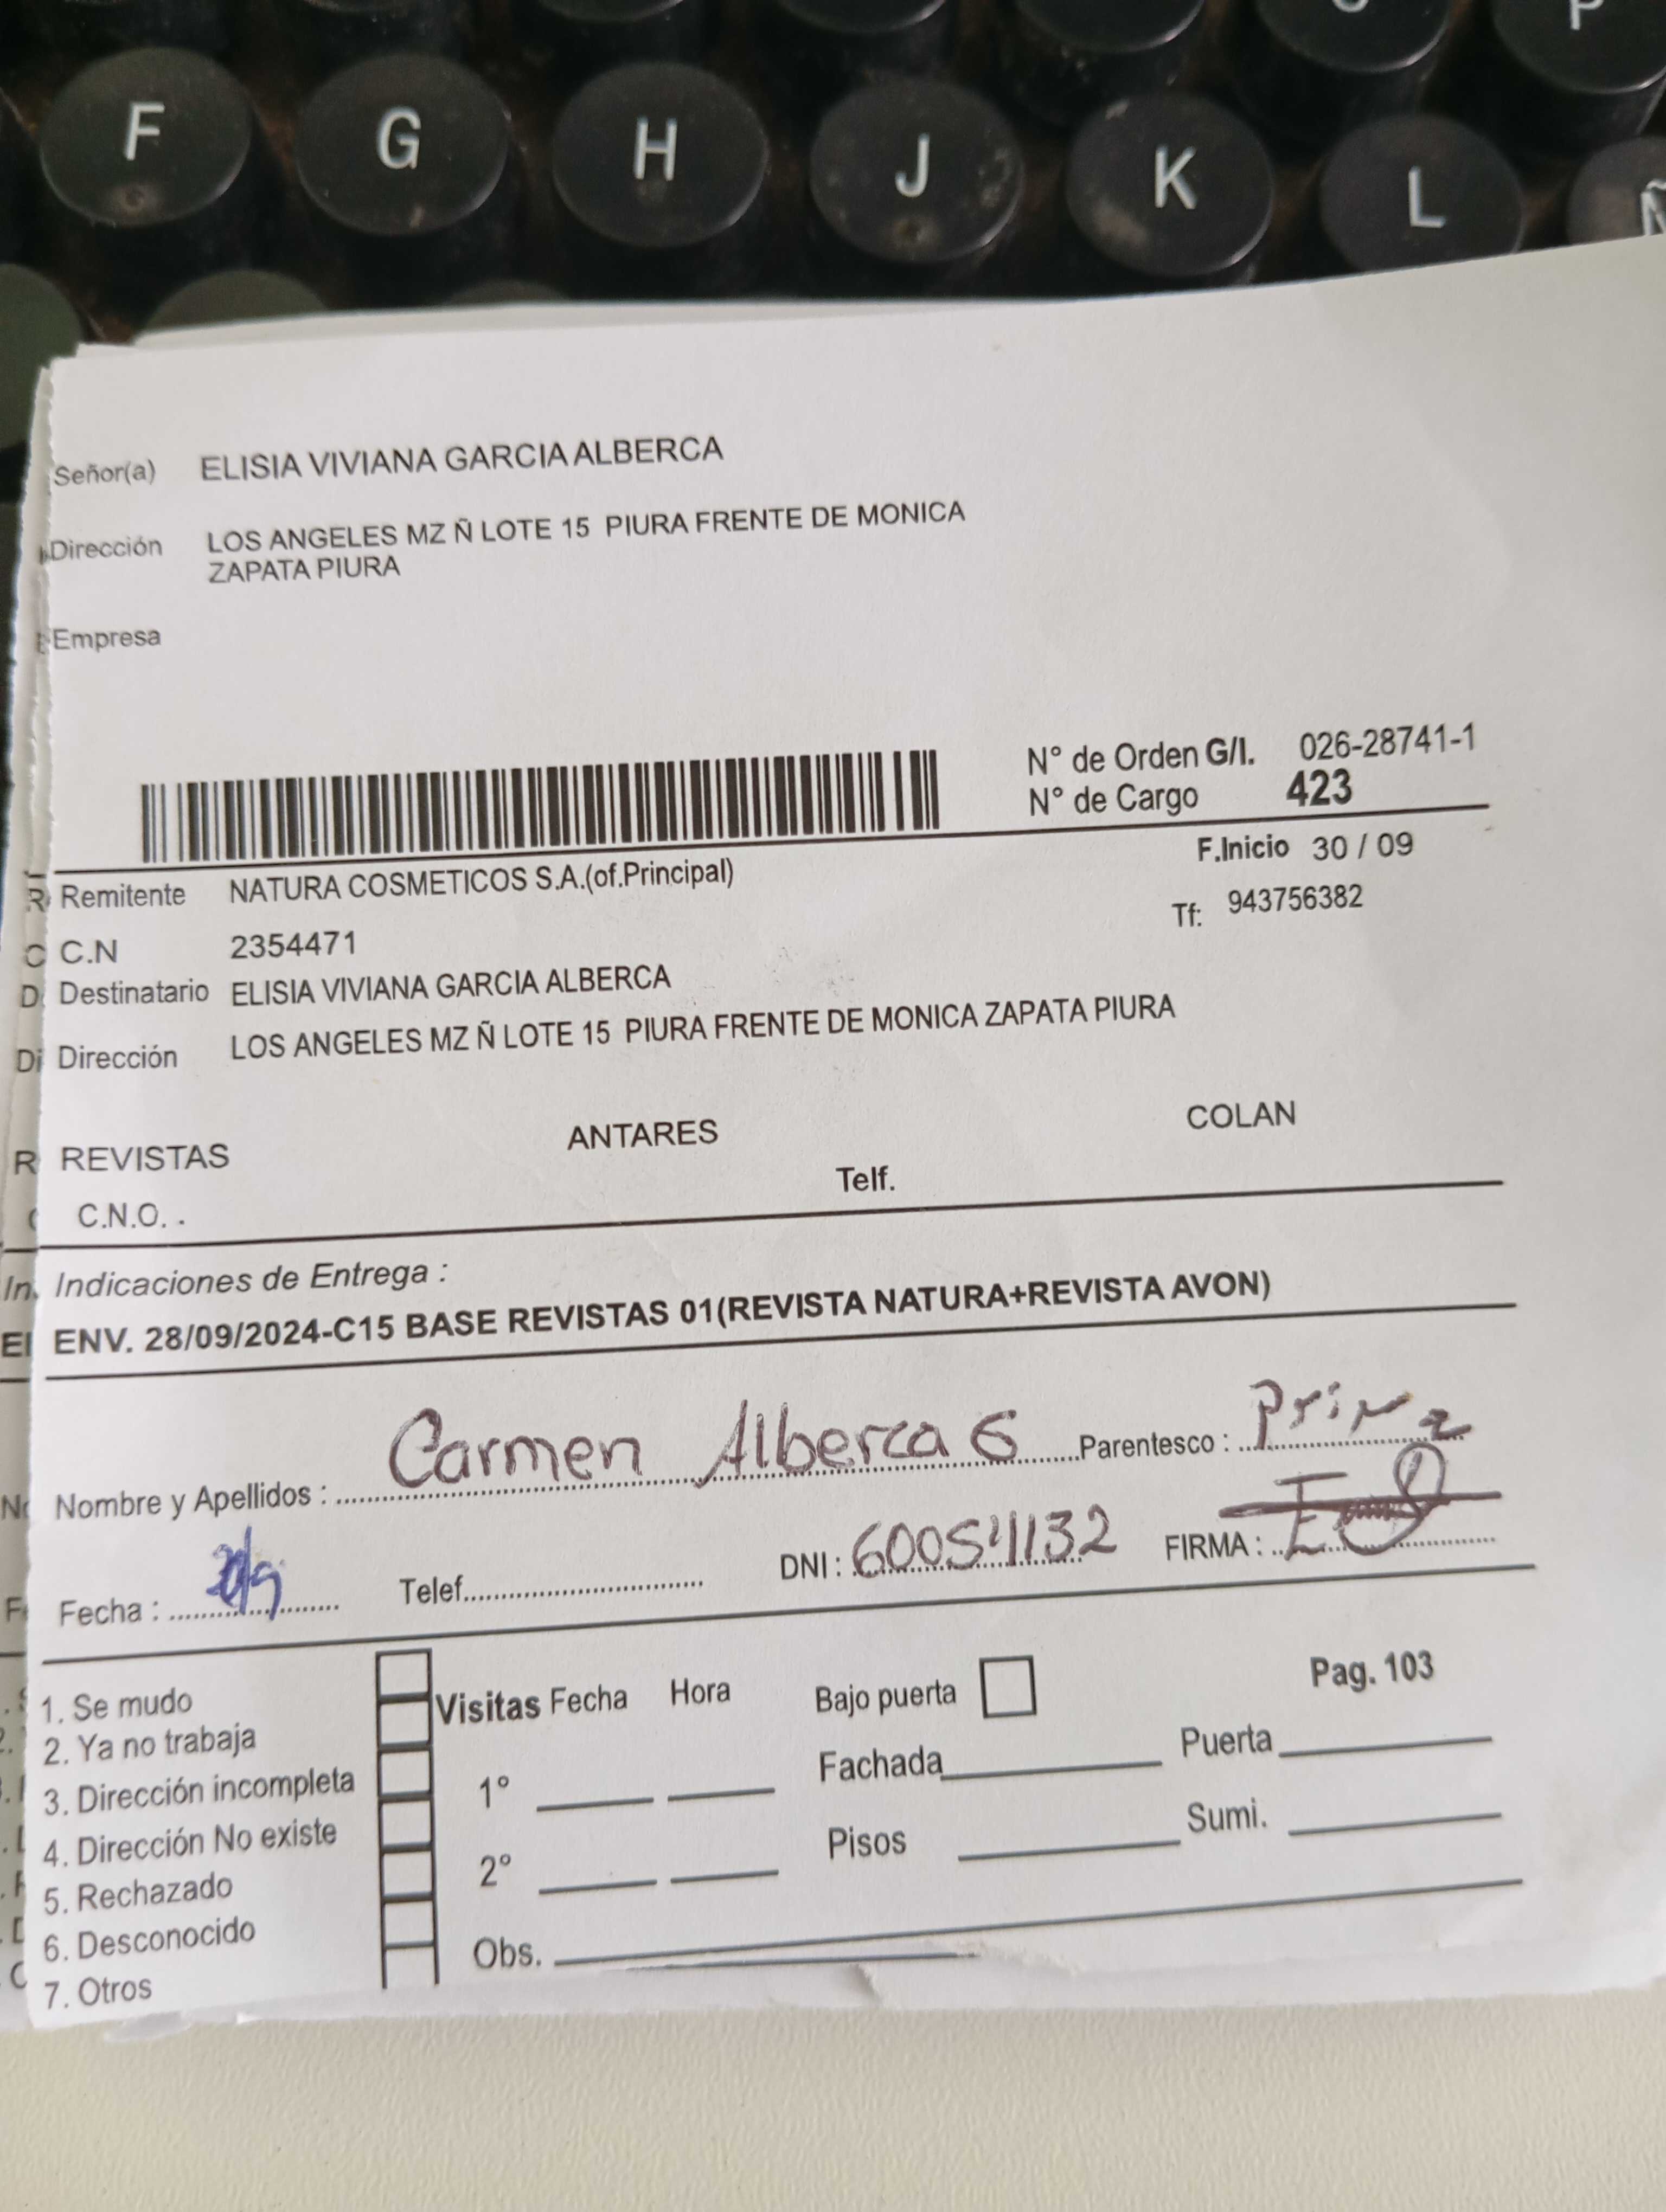 F G H J K L Ñ
Señor(a) ELISIA VIVIANA GARCIA ALBERCA
Dirección LOS ANGELES MZ Ñ LOTE 15 PIURA FRENTE DE MONICA
ZAPATA PIURA
Empresa
N° de Orden G/I. 026-28741-1
N° de Cargo 423
F.Inicio 30 / 09
Remitente NATURA COSMETICOS S.A.(of.Principal)
Tf: 943756382
C.N 2354471
Destinatario ELISIA VIVIANA GARCIA ALBERCA
Dirección LOS ANGELES MZ Ñ LOTE 15 PIURA FRENTE DE MONICA ZAPATA PIURA
REVISTAS ANTARES COLAN
C.N.O. . Telf.
Indicaciones de Entrega :
ENV. 28/09/2024-C15 BASE REVISTAS 01(REVISTA NATURA+REVISTA AVON)
Nombre y Apellidos : Carmen Alberca G Parentesco : Prima
Fecha : Telef. DNI : FIRMA :
Pag. 103
1. Se mudo
2. Ya no trabaja
3. Dirección incompleta
4. Dirección No existe
5. Rechazado
6. Desconocido
7. Otros
Visitas Fecha Hora
1°
2°
Obs.
Bajo puerta
Fachada Puerta
Pisos Sumi.